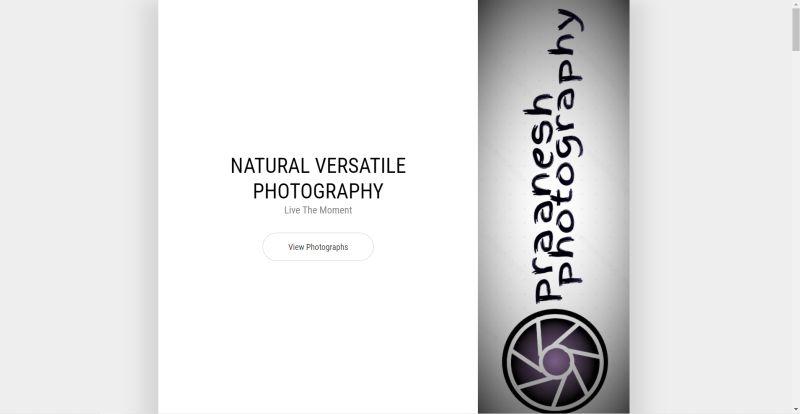 NATURAL VERSATILE
PHOTOGRAPHY
Live The Moment
View Photographs
praanesh
photography